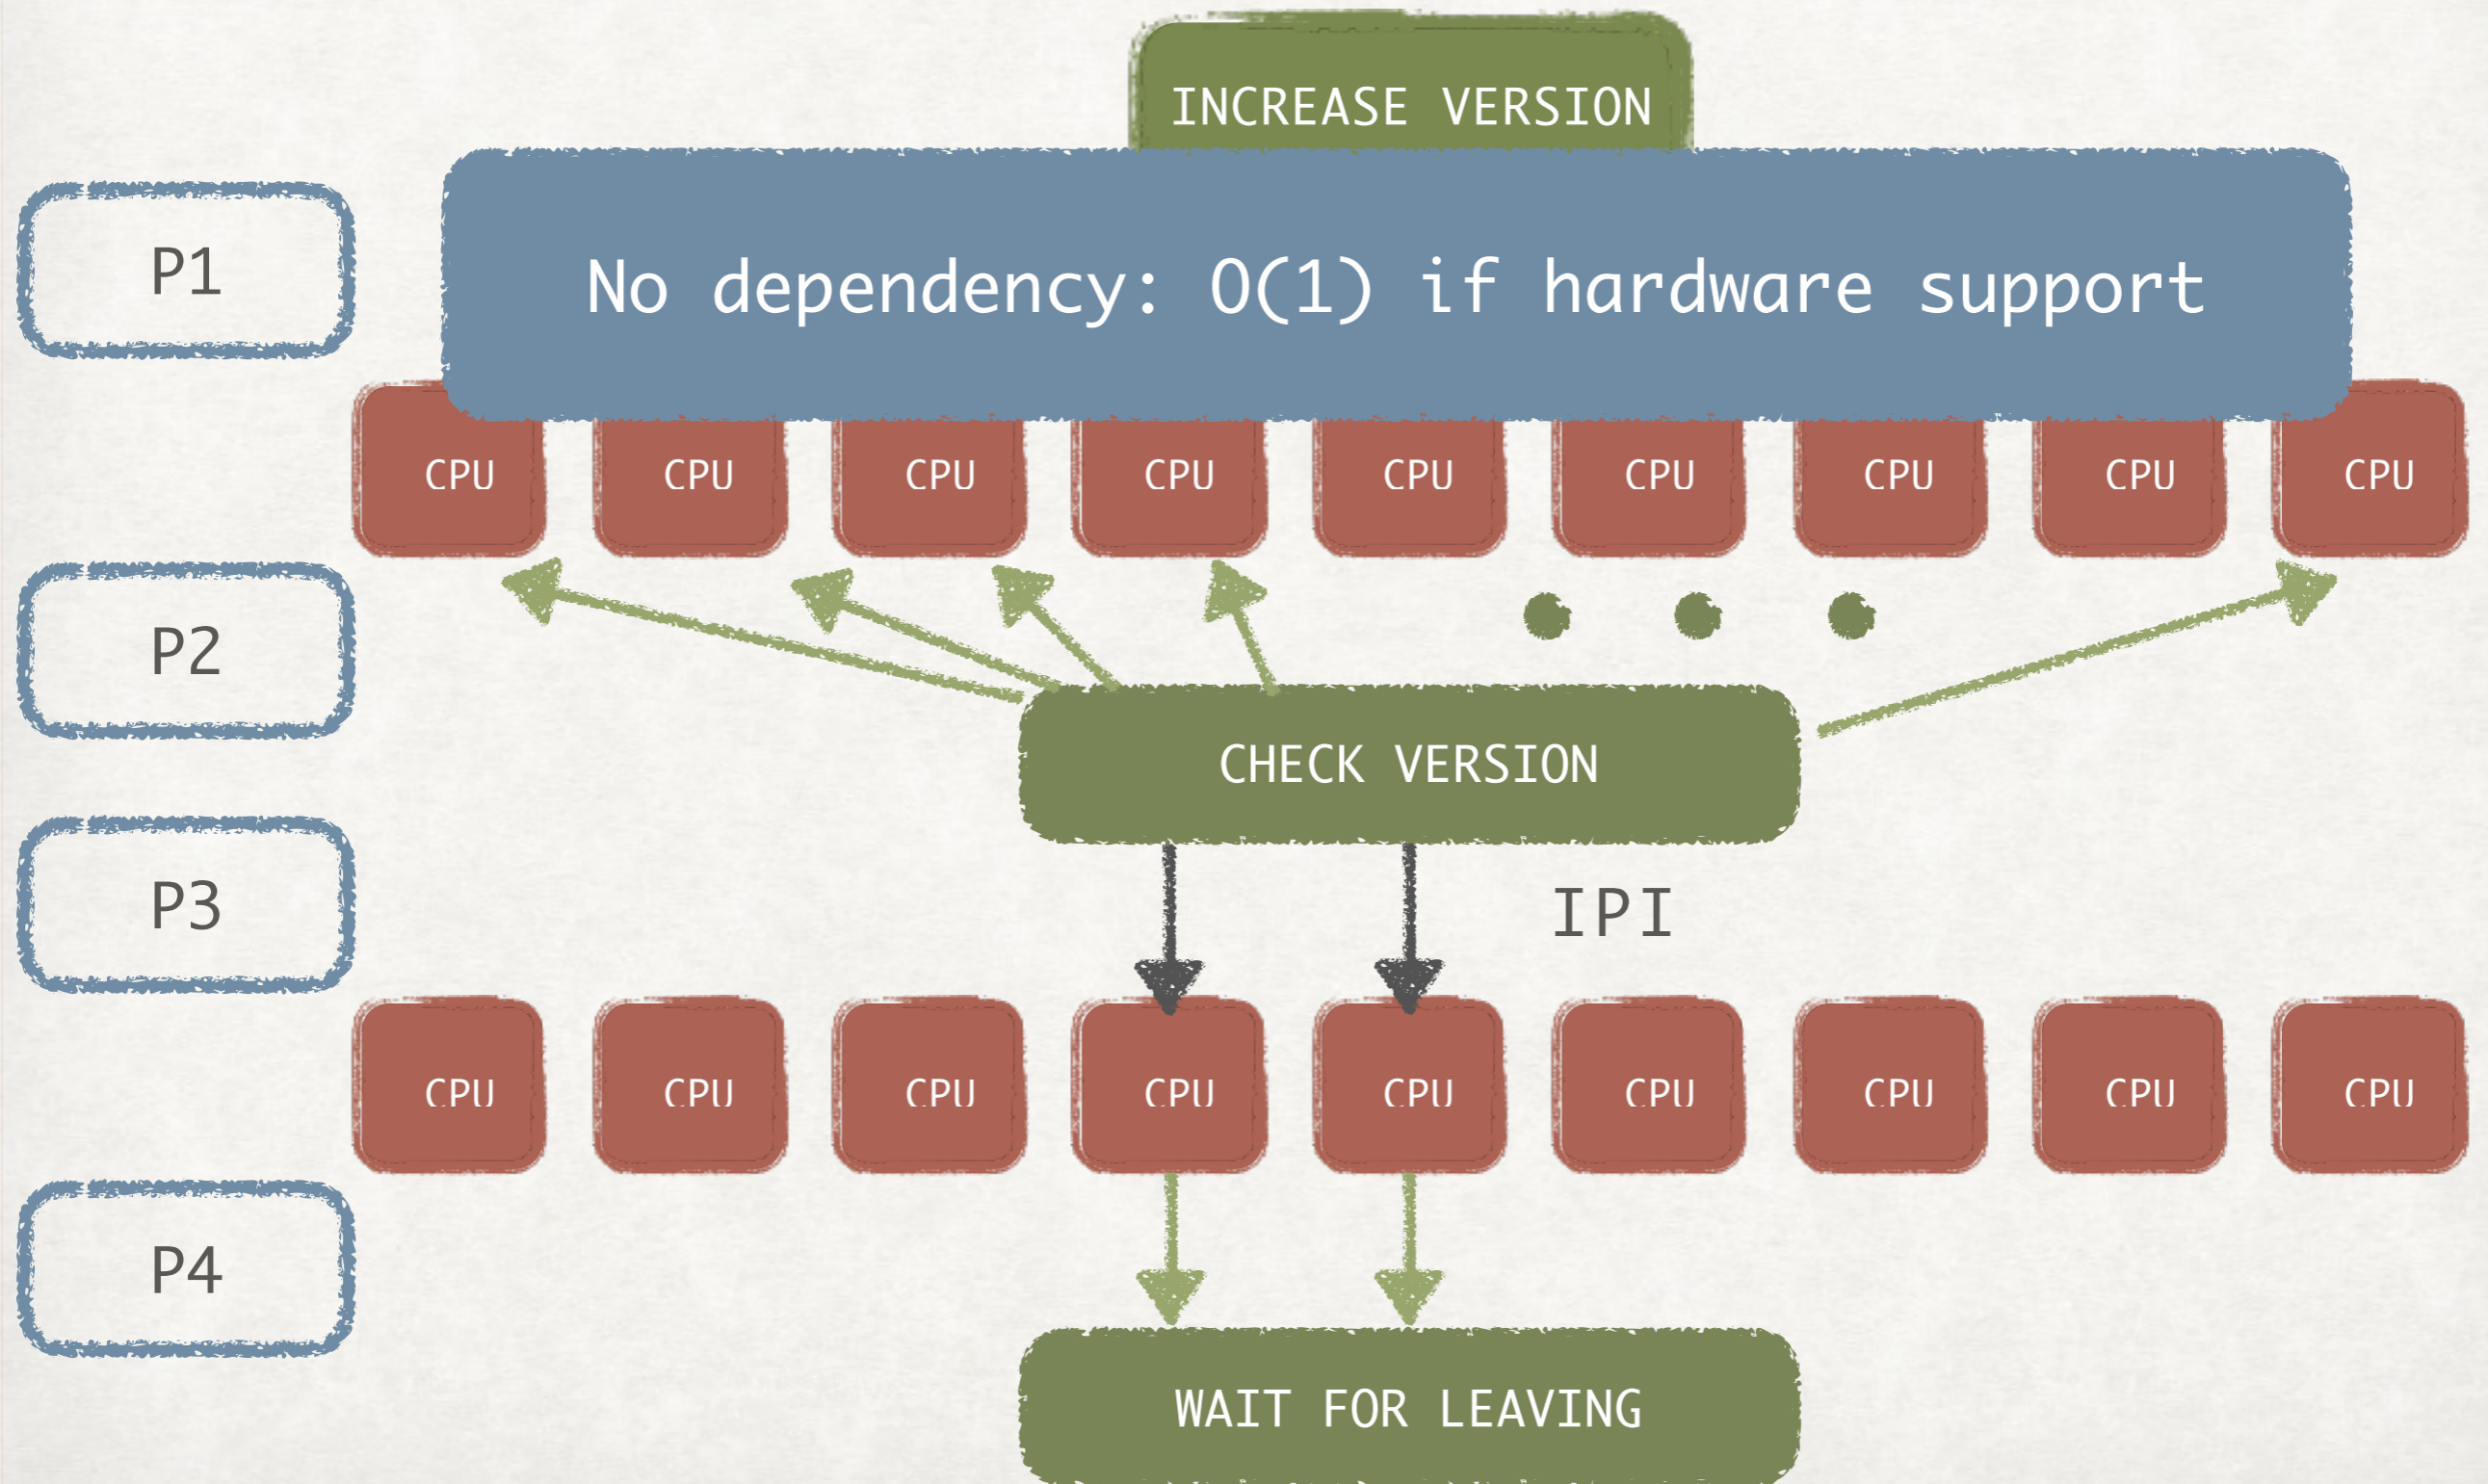 INCREASE VERSION
P1
No dependency: O(1) if hardware support
CPU CPU CPU CPU CPU CPU CPU CPU CPU
P2
CHECK VERSION
P3
IPI
CPU CPU CPU CPU CPU CPU CPU CPU CPU
P4
WAIT FOR LEAVING